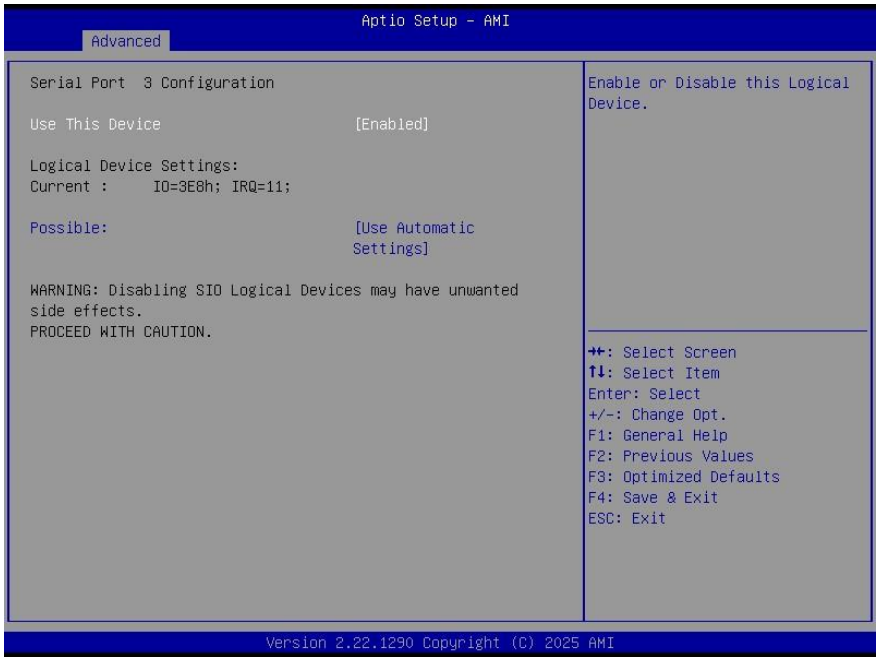 Aptio Setup – AMI
Advanced
Serial Port 3 Configuration
Use This Device [Enabled]
Logical Device Settings:
Current : IO=3E8h; IRQ=11;
Possible: [Use Automatic
Settings]
WARNING: Disabling SIO Logical Devices may have unwanted
side effects.
PROCEED WITH CAUTION.
Enable or Disable this Logical
Device.
→←: Select Screen
↑↓: Select Item
Enter: Select
+/-: Change Opt.
F1: General Help
F2: Previous Values
F3: Optimized Defaults
F4: Save & Exit
ESC: Exit
Version 2.22.1290 Copyright (C) 2025 AMI